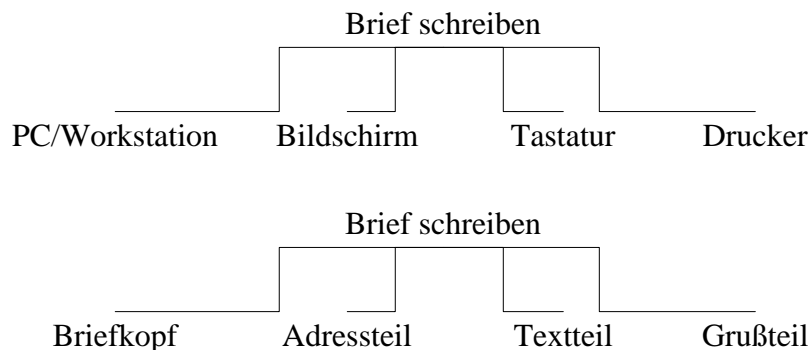 Brief schreiben
PC/Workstation Bildschirm Tastatur Drucker
Brief schreiben
Briefkopf Adressteil Textteil Grußteil